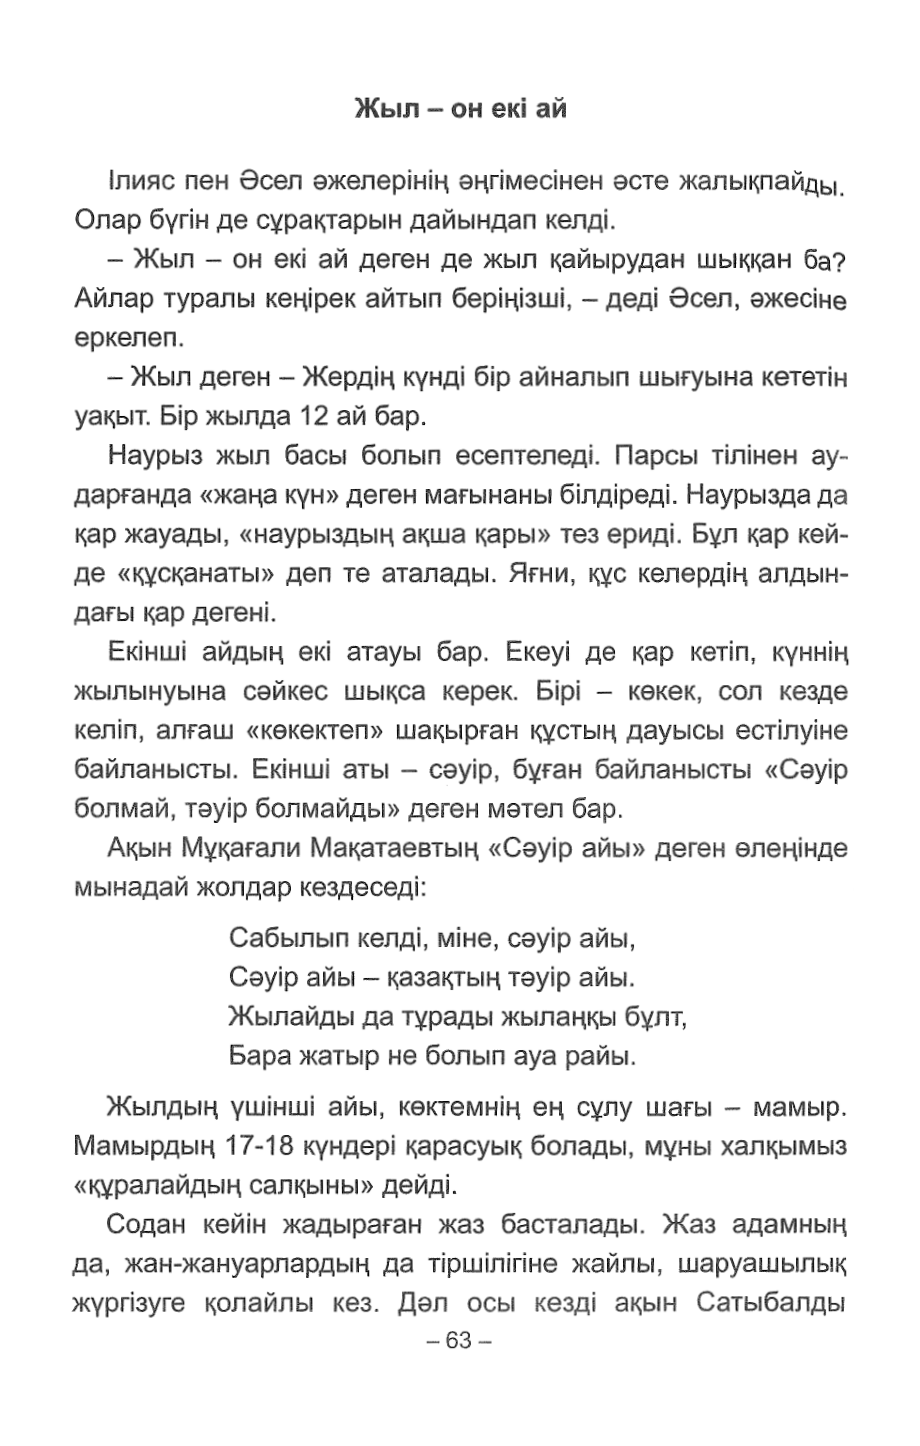 Жыл – он екі ай
Ілияс пен Әсел әжелерінің әңгімесінен әсте жалықпайды.
Олар бүгін де сұрақтарын дайындап келді.
– Жыл – он екі ай деген де жыл қайырудан шыққан ба?
Айлар туралы кеңірек айтып беріңізші, – деді Әсел, әжесіне
еркелеп.
– Жыл деген – Жердің күнді бір айналып шығуына кететін
уақыт. Бір жылда 12 ай бар.
Наурыз жыл басы болып есептеледі. Парсы тілінен ау-
дарғанда «жаңа күн» деген мағынаны білдіреді. Наурызда да
қар жауады, «наурыздың ақша қары» тез ериді. Бұл қар кей-
де «құсқанаты» деп те аталады. Яғни, құс келердің алдын-
дағы қар дегені.
Екінші айдың екі атауы бар. Екеуі де қар кетіп, күннің
жылынуына сәйкес шықса керек. Бірі – көкек, сол кезде
келіп, алғаш «көкектеп» шақырған құстың дауысы естілуіне
байланысты. Екінші аты – сәуір, бұған байланысты «Сәуір
болмай, тәуір болмайды» деген мәтел бар.
Ақын Мұқағали Мақатаевтың «Сәуір айы» деген өлеңінде
мынадай жолдар кездеседі:
Сабылып келді, міне, сәуір айы,
Сәуір айы – қазақтың тәуір айы.
Жылайды да тұрады жылаңқы бұлт,
Бара жатыр не болып ауа райы.
Жылдың үшінші айы, көктемнің ең сұлу шағы – мамыр.
Мамырдың 17-18 күндері қарасуық болады, мұны халқымыз
«құралайдың салқыны» дейді.
Содан кейін жадыраған жаз басталады. Жаз адамның
да, жан-жануарлардың да тіршілігіне жайлы, шаруашылық
жүргізуге қолайлы кез. Дәл осы кезді ақын Сатыбалды
– 63 –